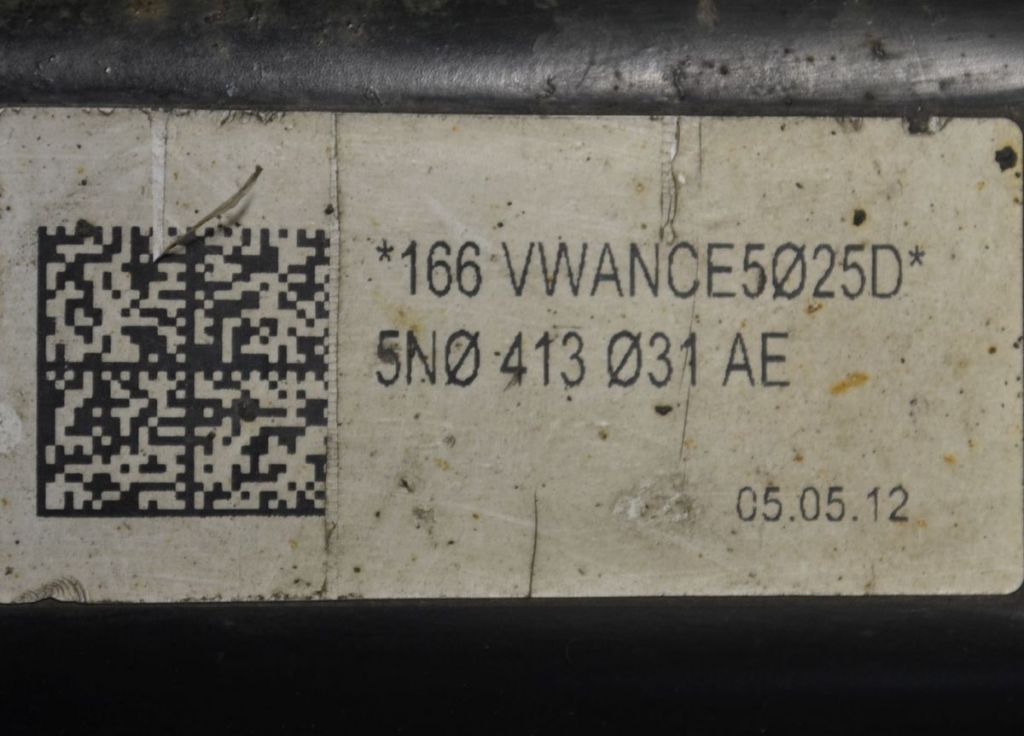 *166 VWANCE5Ø25D*
5NØ 413 Ø31 AE
05.05.12